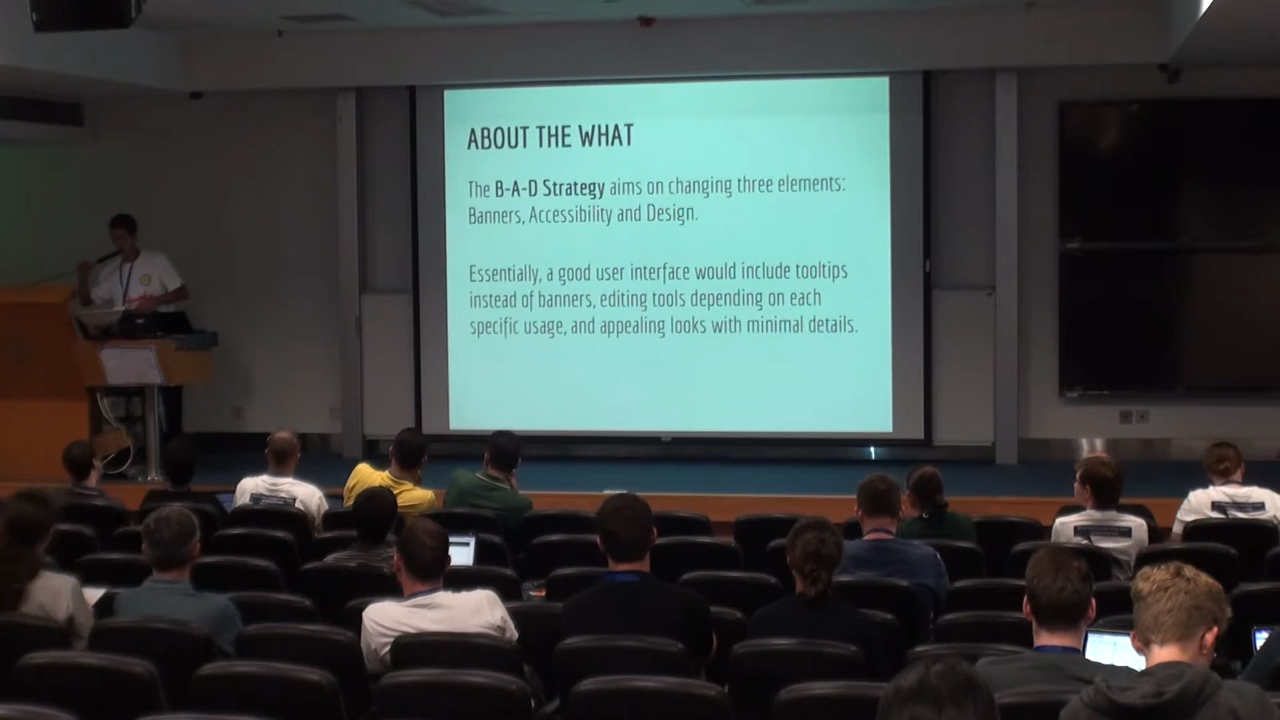 ABOUT THE WHAT
The B-A-D Strategy aims on changing three elements:
Banners, Accessibility and Design.
Essentially, a good user interface would include tooltips
instead of banners, editing tools depending on each
specific usage, and appealing looks with minimal details.